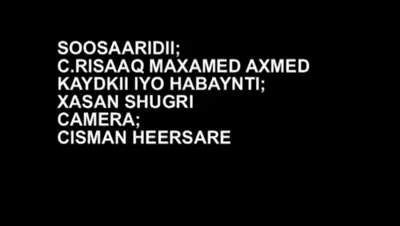 SOOSAARIDII;
C.RISAAQ MAXAMED AXMED
KAYDKII IYO HABAYNTI;
XASAN SHUGRI
CAMERA;
CISMAN HEERSARE